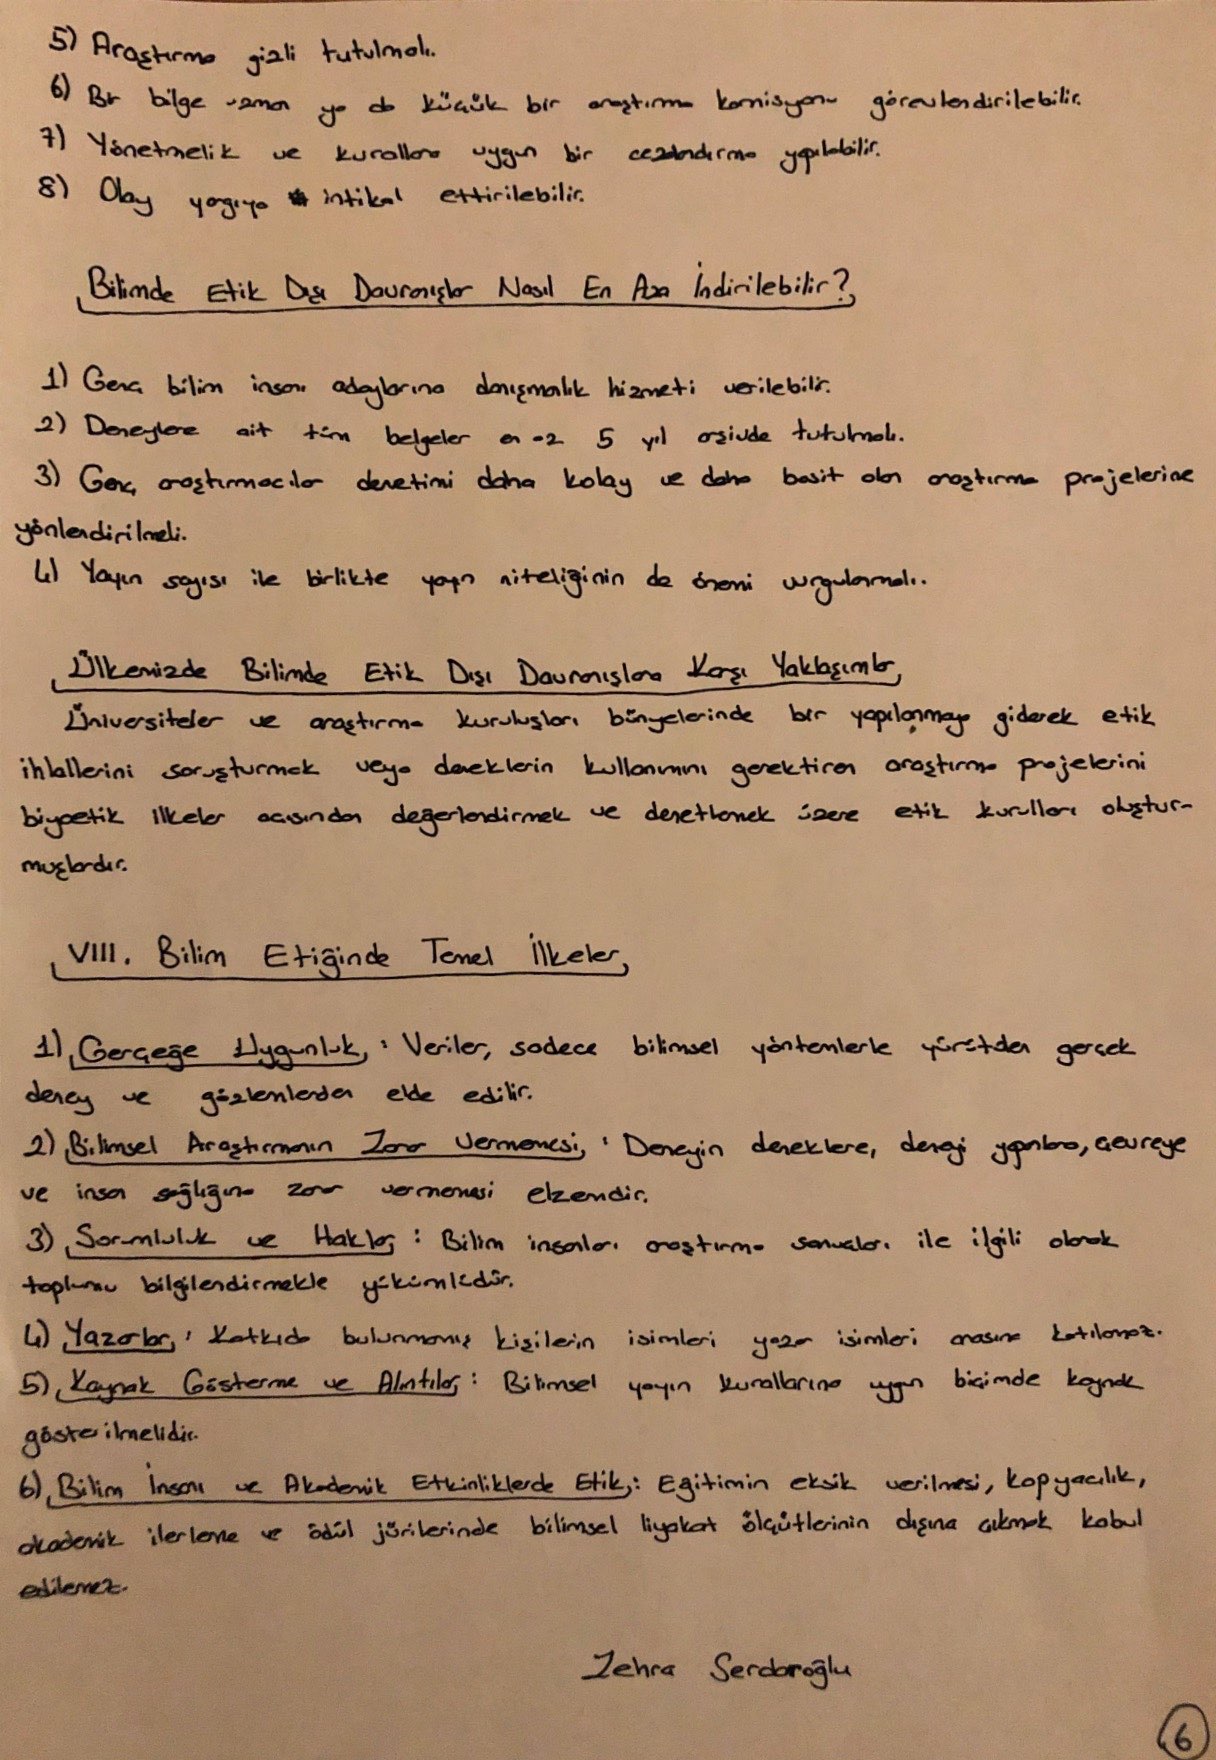 5) Araştırma gizli tutulmalı.
6) Bir bilge uzman ya da küçük bir araştırma komisyonu görevlendirilebilir.
7) Yönetmelik ve kurallara uygun bir cezalandırma yapılabilir.
8) Olay yargıya intikal ettirilebilir.
Bilimde Etik Dışı Davranışlar Nasıl En Aza İndirilebilir?
1) Genç bilim insanı adaylarına danışmalık hizmeti verilebilir.
2) Deneylere ait tüm belgeler en az 5 yıl arşivde tutulmalı.
3) Genç araştırmacılar denetimi daha kolay ve daha basit olan araştırma projelerine
yönlendirilmeli.
4) Yayın sayısı ile birlikte yayın niteliğinin de önemi vurgulanmalı.
Ülkemizde Bilimde Etik Dışı Davranışlara Karşı Yaklaşımlar
Üniversiteler ve araştırma kuruluşları bünyelerinde bir yapılanmaya giderek etik
ihlallerini soruşturmak veya deneklerin kullanımını gerektiren araştırma projelerini
biyoetik ilkeler açısından değerlendirmek ve denetlemek üzere etik kurulları oluştur-
muşlardır.
VIII. Bilim Etiğinde Temel İlkeler
1) Gerçeğe Uygunluk : Veriler, sadece bilimsel yöntemlerle yürütülen gerçek
deney ve gözlemlerden elde edilir.
2) Bilimsel Araştırmanın Zarar Vermemesi : Deneyin deneklere, deneyi yapanlara, çevreye
ve insan sağlığına zarar vermemesi elzemdir.
3) Sorumluluk ve Haklar : Bilim insanları araştırma sonuçları ile ilgili olarak
toplumu bilgilendirmekle yükümlüdür.
4) Yazarlar : Katkıda bulunmamış kişilerin isimleri yazar isimleri arasına katılamaz.
5) Kaynak Gösterme ve Alıntılar : Bilimsel yayın kurallarına uygun biçimde kaynak
gösterilmelidir.
6) Bilim İnsanı ve Akademik Etkinliklerde Etik : Eğitimin eksik verilmesi, kopyacılık,
akademik ilerleme ve ödül jürilerinde bilimsel liyakat ölçütlerinin dışına çıkmak kabul
edilemez.
Zehra Serdaroğlu
6